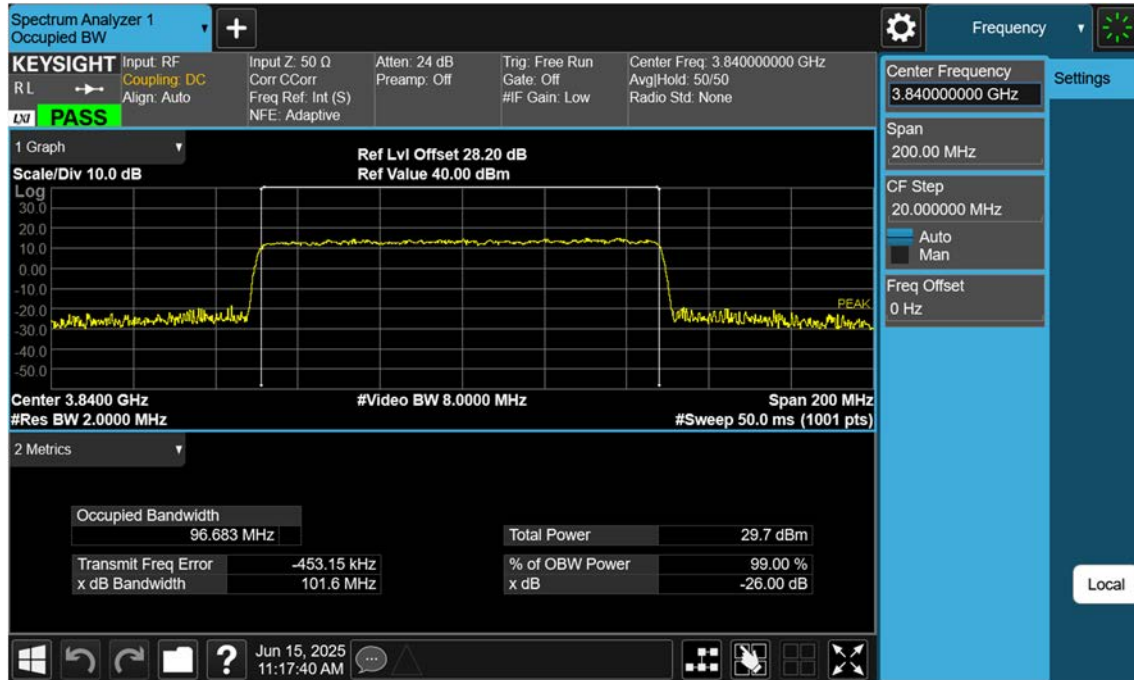 Spectrum Analyzer 1
Occupied BW
Frequency
KEYSIGHT
Input: RF
Input Z: 50 Ω
Atten: 24 dB
Trig: Free Run
Center Freq: 3.840000000 GHz
Coupling: DC
Corr CCorr
Preamp: Off
Gate: Off
Avg|Hold: 50/50
R L
Align: Auto
Freq Ref: Int (S)
#IF Gain: Low
Radio Std: None
NFE: Adaptive
LXI
PASS
Center Frequency
3.840000000 GHz
Settings
Span
200.00 MHz
CF Step
20.000000 MHz
Auto
Man
Freq Offset
0 Hz
Local
1 Graph
Ref Lvl Offset 28.20 dB
Scale/Div 10.0 dB
Ref Value 40.00 dBm
Log
30.0
20.0
10.0
0.00
-10.0
-20.0
-30.0
-40.0
-50.0
PEAK
Center 3.8400 GHz
#Video BW 8.0000 MHz
Span 200 MHz
#Res BW 2.0000 MHz
#Sweep 50.0 ms (1001 pts)
2 Metrics
Occupied Bandwidth
96.683 MHz
Total Power
29.7 dBm
Transmit Freq Error
-453.15 kHz
% of OBW Power
99.00 %
x dB Bandwidth
101.6 MHz
x dB
-26.00 dB
?
Jun 15, 2025
11:17:40 AM